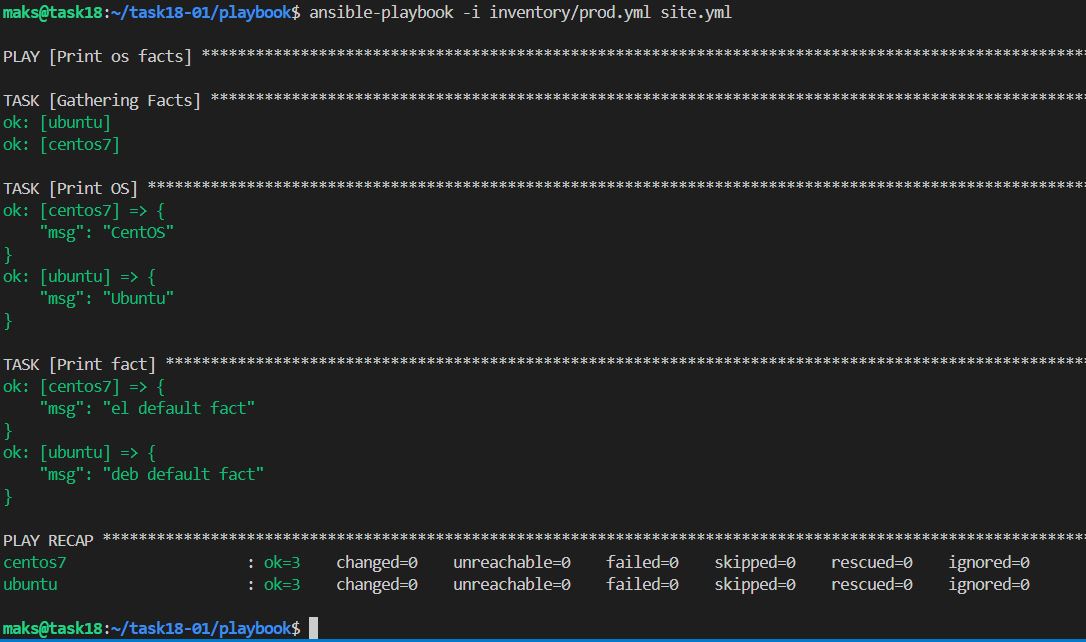 maks@task18:~/task18-01/playbook$ ansible-playbook -i inventory/prod.yml site.yml
PLAY [Print os facts] **************************************************************************************************
TASK [Gathering Facts] *************************************************************************************************
ok: [ubuntu]
ok: [centos7]
TASK [Print OS] ********************************************************************************************************
ok: [centos7] => {
    "msg": "CentOS"
}
ok: [ubuntu] => {
    "msg": "Ubuntu"
}
TASK [Print fact] ******************************************************************************************************
ok: [centos7] => {
    "msg": "el default fact"
}
ok: [ubuntu] => {
    "msg": "deb default fact"
}
PLAY RECAP *************************************************************************************************************
centos7                    : ok=3    changed=0    unreachable=0    failed=0    skipped=0    rescued=0    ignored=0
ubuntu                     : ok=3    changed=0    unreachable=0    failed=0    skipped=0    rescued=0    ignored=0
maks@task18:~/task18-01/playbook$